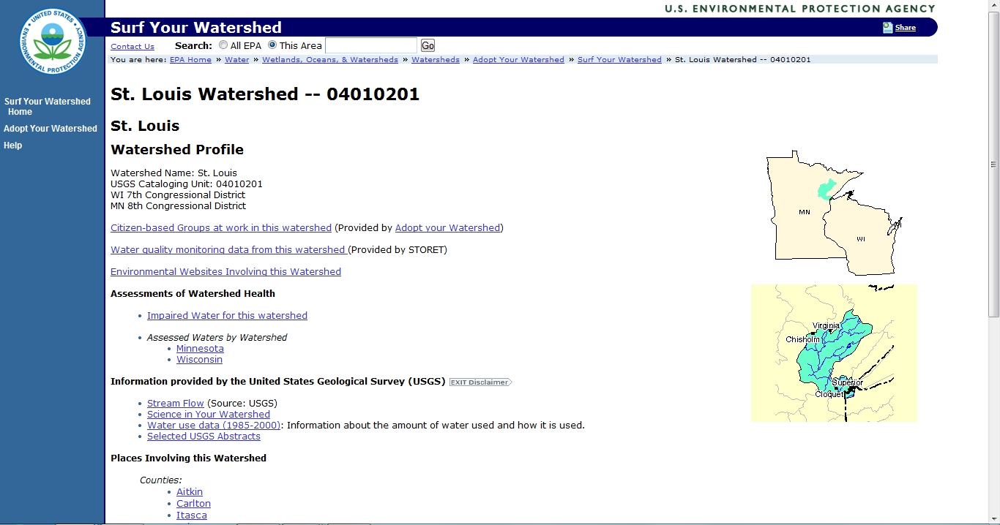 U.S. ENVIRONMENTAL PROTECTION AGENCY
UNITED STATES
ENVIRONMENTAL PROTECTION AGENCY
Surf Your Watershed
Share
Contact Us Search: All EPA This Area Go
You are here: EPA Home » Water » Wetlands, Oceans, & Watersheds » Watersheds » Adopt Your Watershed » Surf Your Watershed » St. Louis Watershed -- 04010201
Surf Your Watershed
Home
Adopt Your Watershed
Help
St. Louis Watershed -- 04010201
St. Louis
Watershed Profile
Watershed Name: St. Louis
USGS Cataloging Unit: 04010201
WI 7th Congressional District
MN 8th Congressional District
Citizen-based Groups at work in this watershed (Provided by Adopt your Watershed)
Water quality monitoring data from this watershed (Provided by STORET)
Environmental Websites Involving this Watershed
Assessments of Watershed Health
• Impaired Water for this watershed
• Assessed Waters by Watershed
• Minnesota
• Wisconsin
Information provided by the United States Geological Survey (USGS) EXIT Disclaimer
• Stream Flow (Source: USGS)
• Science in Your Watershed
• Water use data (1985-2000): Information about the amount of water used and how it is used.
• Selected USGS Abstracts
Places Involving this Watershed
Counties:
• Aitkin
• Carlton
• Itasca
MN
WI
Virginia
Chisholm
Superior
Cloquet